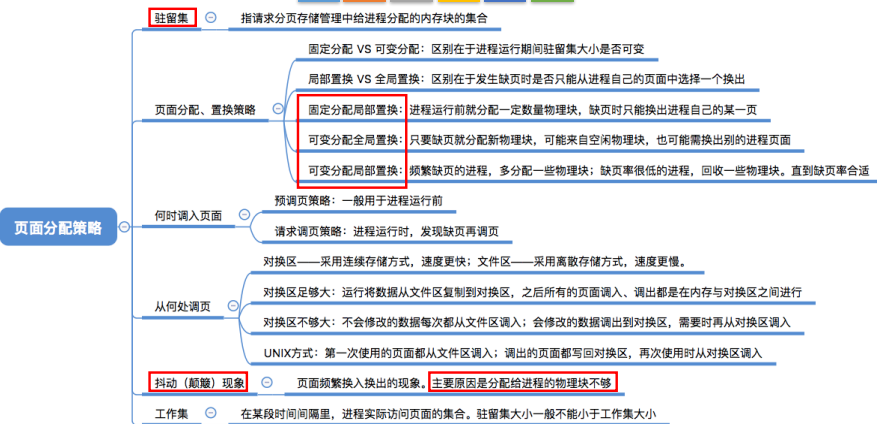 驻留集
指请求分页存储管理中给进程分配的内存块的集合
固定分配 VS 可变分配：区别在于进程运行期间驻留集大小是否可变
局部置换 VS 全局置换：区别在于发生缺页时是否只能从进程自己的页面中选择一个换出
页面分配、置换策略
固定分配局部置换：进程运行前就分配一定数量物理块，缺页时只能换出进程自己的某一页
可变分配全局置换：只要缺页就分配新物理块，可能来自空闲物理块，也可能需换出别的进程页面
可变分配局部置换：频繁缺页的进程，多分配一些物理块；缺页率很低的进程，回收一些物理块。直到缺页率合适
预调页策略：一般用于进程运行前
何时调入页面
请求调页策略：进程运行时，发现缺页再调页
页面分配策略
对换区——采用连续存储方式，速度更快；文件区——采用离散存储方式，速度更慢。
对换区足够大：运行将数据从文件区复制到对换区，之后所有的页面调入、调出都是在内存与对换区之间进行
从何处调页
对换区不够大：不会修改的数据每次都从文件区调入；会修改的数据调出到对换区，需要时再从对换区调入
UNIX方式：第一次使用的页面都从文件区调入；调出的页面都写回对换区，再次使用时从对换区调入
抖动（颠簸）现象
页面频繁换入换出的现象。主要原因是分配给进程的物理块不够
工作集
在某段时间间隔里，进程实际访问页面的集合。驻留集大小一般不能小于工作集大小